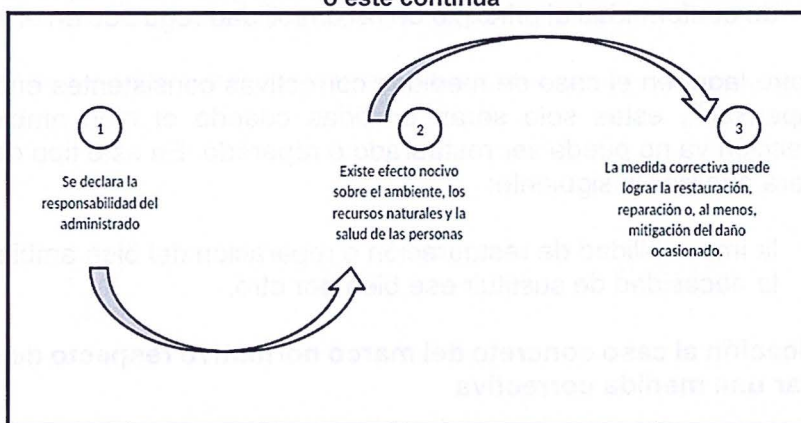 o este continúa
1
Se declara la
responsabilidad del
administrado
2
Existe efecto nocivo
sobre el ambiente, los
recursos naturales y la
salud de las personas
3
La medida correctiva puede
lograr la restauración,
reparación o, al menos,
mitigación del daño
ocasionado.